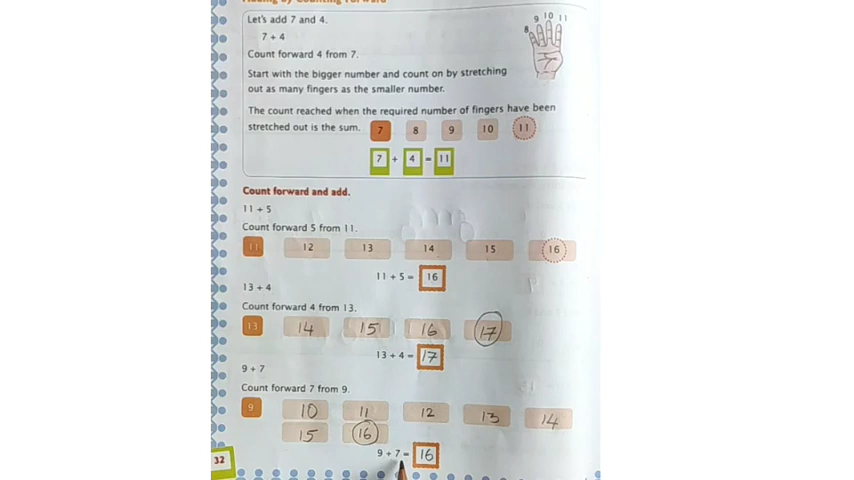 Adding by Counting Forward
Let's add 7 and 4.
7 + 4
Count forward 4 from 7.
Start with the bigger number and count on by stretching
out as many fingers as the smaller number.
8 9 10 11
7
The count reached when the required number of fingers have been
stretched out is the sum. 7 8 9 10 11
7 + 4 = 11
Count forward and add.
11 + 5
Count forward 5 from 11.
11 12 13 14 15 16
11 + 5 = 16
13 + 4
Count forward 4 from 13.
13 14 15 16 17
13 + 4 = 17
9 + 7
Count forward 7 from 9.
9 10 11 12 13 14
15 16
9 + 7 = 16
32